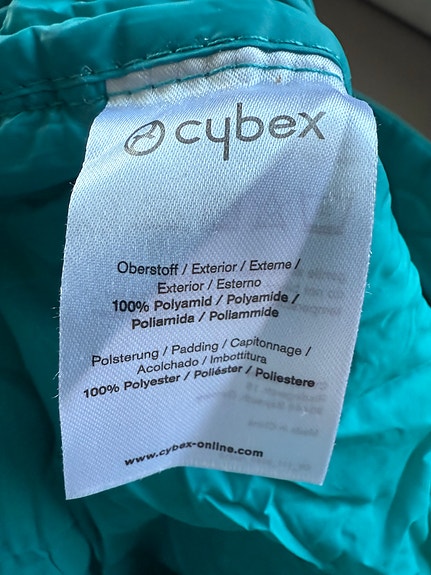 cybex
Oberstoff / Exterior / Externe /
Exterior / Esterno
100% Polyamid / Polyamide /
Poliamida / Poliammide
Polsterung / Padding / Capitonnage /
Acolchado / Imbottitura
100% Polyester / Poliéster / Poliestere
www.cybex-online.com